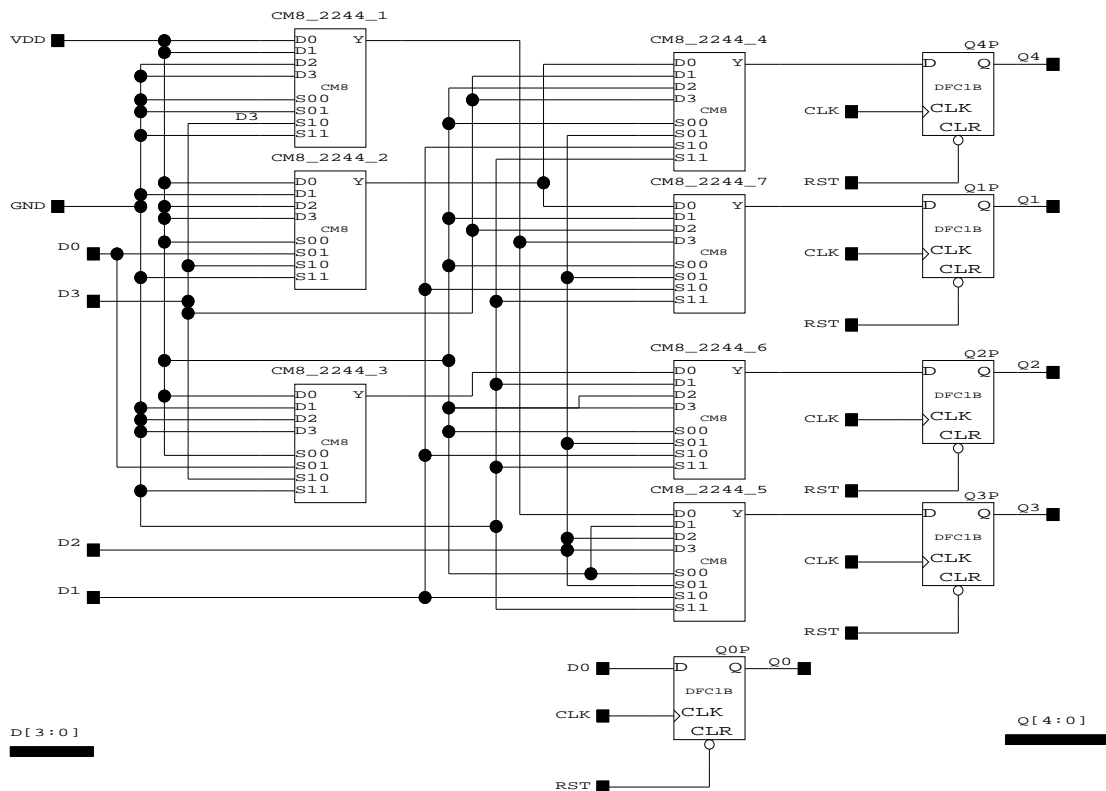 CM8_2244_1
VDD
D0 Y
D1
D2
D3
CM8
S00
S01
D3 S10
S11
CM8_2244_2
D0 Y
D1
GND D2
D3
CM8
S00
D0 S01
S10
S11
D3
CM8_2244_3
D0 Y
D1
D2
D3
CM8
S00
S01
S10
S11
D2
D1
CM8_2244_4
D0 Y
D1
D2
D3
CM8
S00
S01
S10
S11
CM8_2244_7
D0 Y
D1
D2
D3
CM8
S00
S01
S10
S11
CM8_2244_6
D0 Y
D1
D2
D3
CM8
S00
S01
S10
S11
CM8_2244_5
D0 Y
D1
D2
D3
CM8
S00
S01
S10
S11
Q4P
D Q Q4
DFC1B
CLK CLK
CLR
RST
Q1P
D Q Q1
DFC1B
CLK CLK
CLR
RST
Q2P
D Q Q2
DFC1B
CLK CLK
CLR
RST
Q3P
D Q Q3
DFC1B
CLK CLK
CLR
RST
Q0P
D0 D Q Q0
DFC1B
CLK CLK
CLR
RST
D[3:0]
Q[4:0]